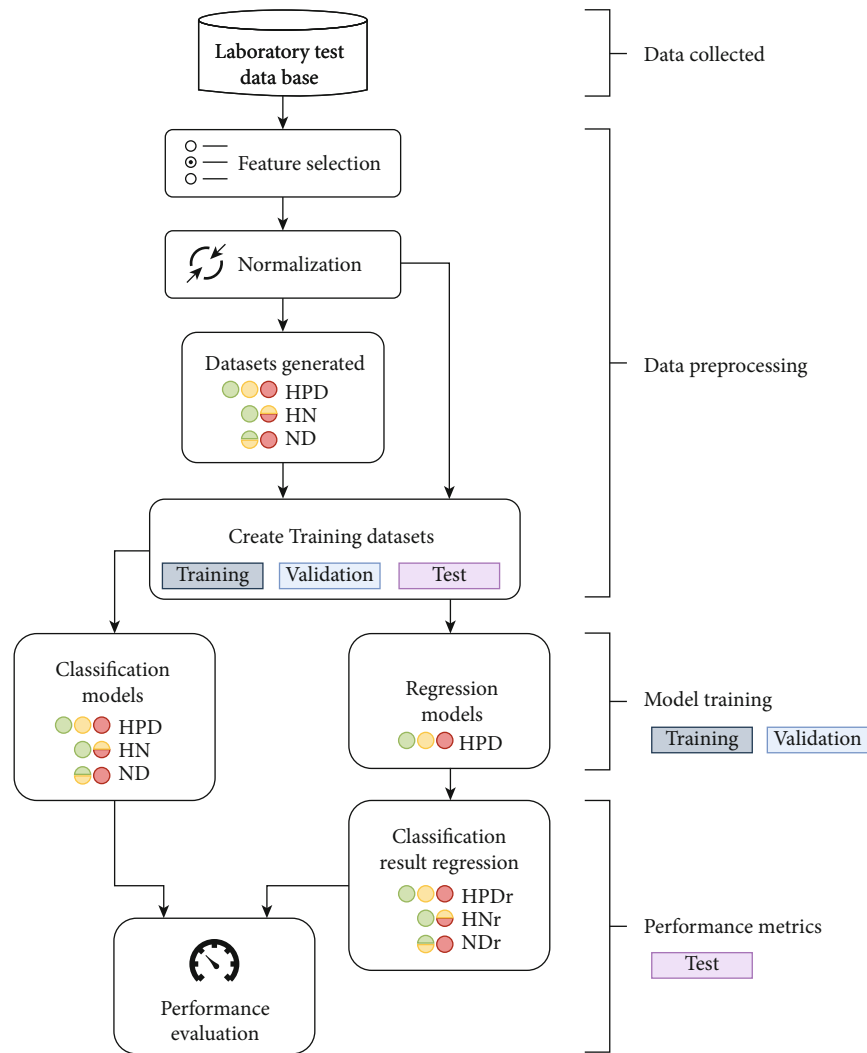 Laboratory test
data base
Data collected
Feature selection
Normalization
Datasets generated
HPD
HN
ND
Data preprocessing
Create Training datasets
Training Validation Test
Classification
models
HPD
HN
ND
Regression
models
HPD
Model training
Training Validation
Classification
result regression
HPDr
HNr
NDr
Performance metrics
Test
Performance
evaluation